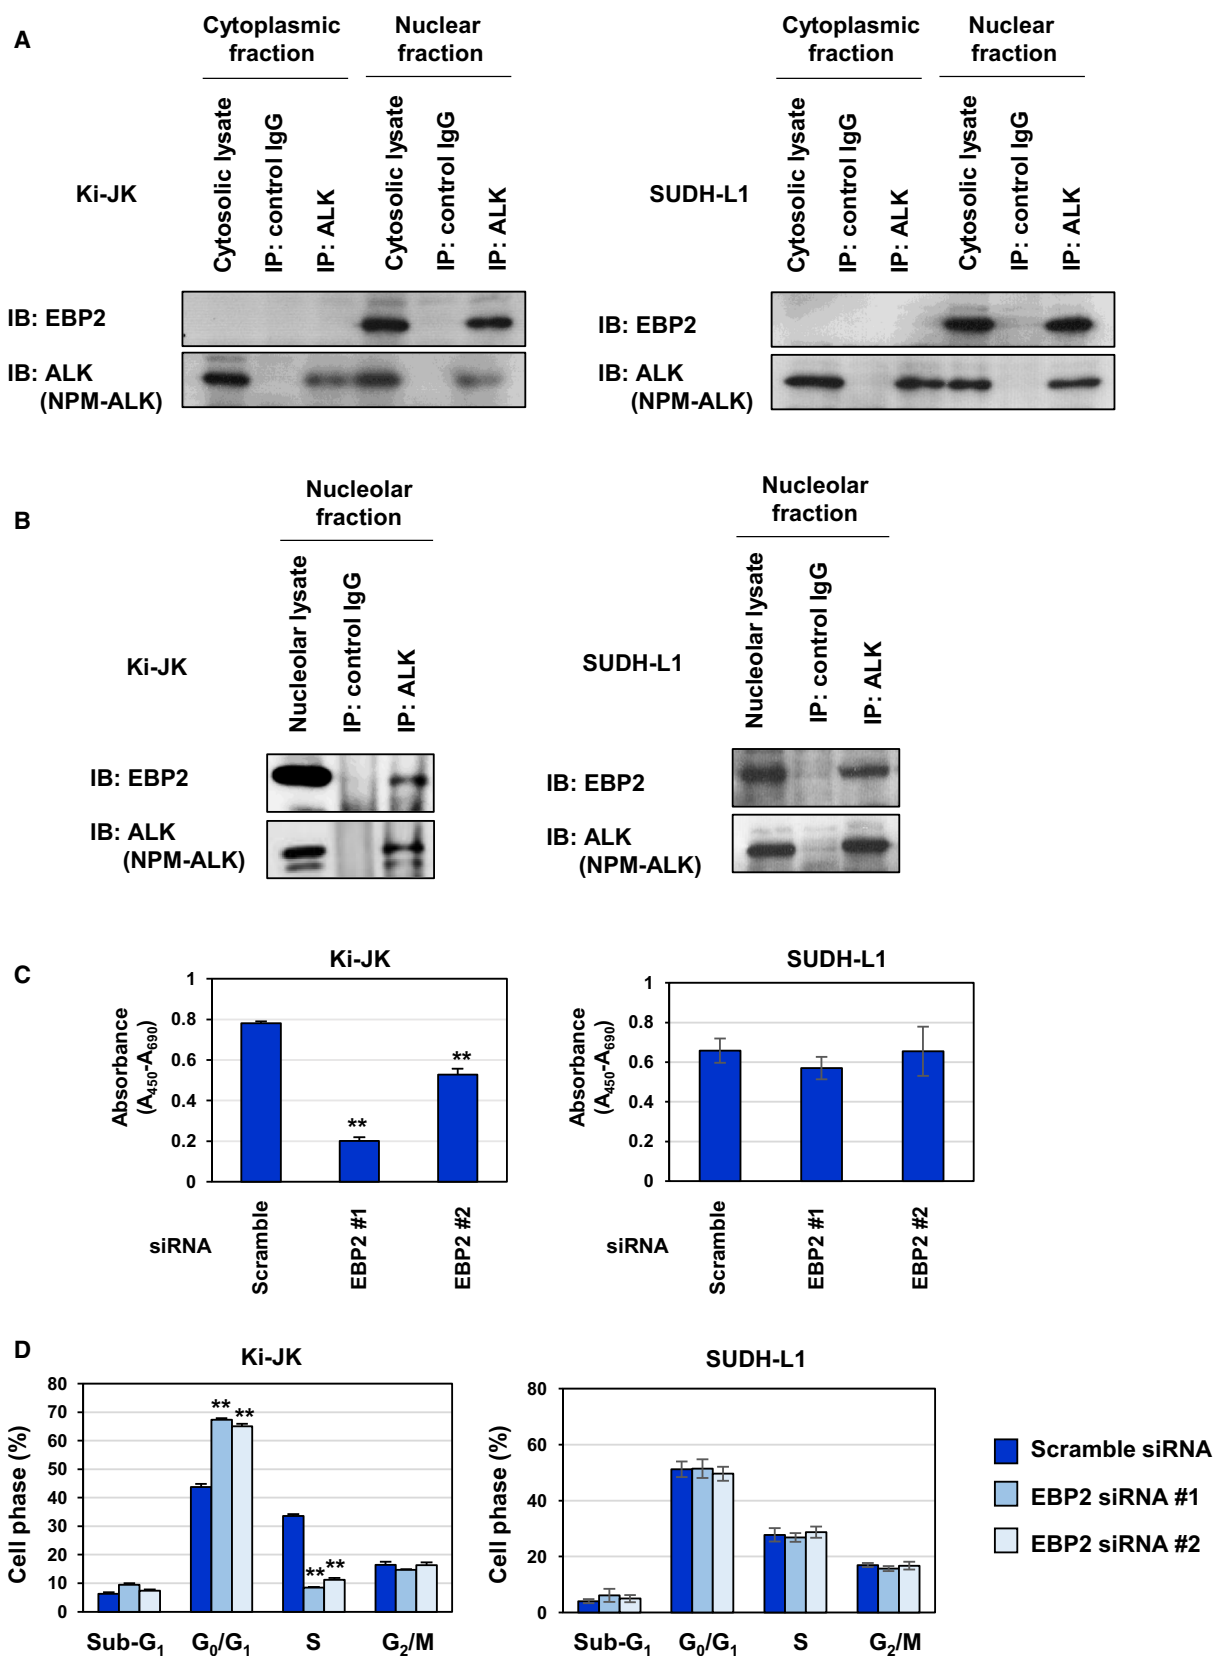 A
Cytoplasmic
fraction
Nuclear
fraction
Cytosolic lysate
IP: control IgG
IP: ALK
Cytosolic lysate
IP: control IgG
IP: ALK
Ki-JK
IB: EBP2
IB: ALK
(NPM-ALK)
Cytoplasmic
fraction
Nuclear
fraction
Cytosolic lysate
IP: control IgG
IP: ALK
Cytosolic lysate
IP: control IgG
IP: ALK
SUDH-L1
IB: EBP2
IB: ALK
(NPM-ALK)
B
Nucleolar
fraction
Nucleolar lysate
IP: control IgG
IP: ALK
Ki-JK
IB: EBP2
IB: ALK
(NPM-ALK)
Nucleolar
fraction
Nucleolar lysate
IP: control IgG
IP: ALK
SUDH-L1
IB: EBP2
IB: ALK
(NPM-ALK)
C
Ki-JK
Absorbance
(A450-A690)
1
0.8
0.6
0.4
0.2
0
**
**
siRNA
Scramble
EBP2 #1
EBP2 #2
SUDH-L1
Absorbance
(A450-A690)
1
0.8
0.6
0.4
0.2
0
siRNA
Scramble
EBP2 #1
EBP2 #2
D
Ki-JK
Cell phase (%)
80
70
60
50
40
30
20
10
0
** **
** **
Sub-G1 G0/G1 S G2/M
SUDH-L1
Cell phase (%)
80
60
40
20
0
Sub-G1 G0/G1 S G2/M
Scramble siRNA
EBP2 siRNA #1
EBP2 siRNA #2